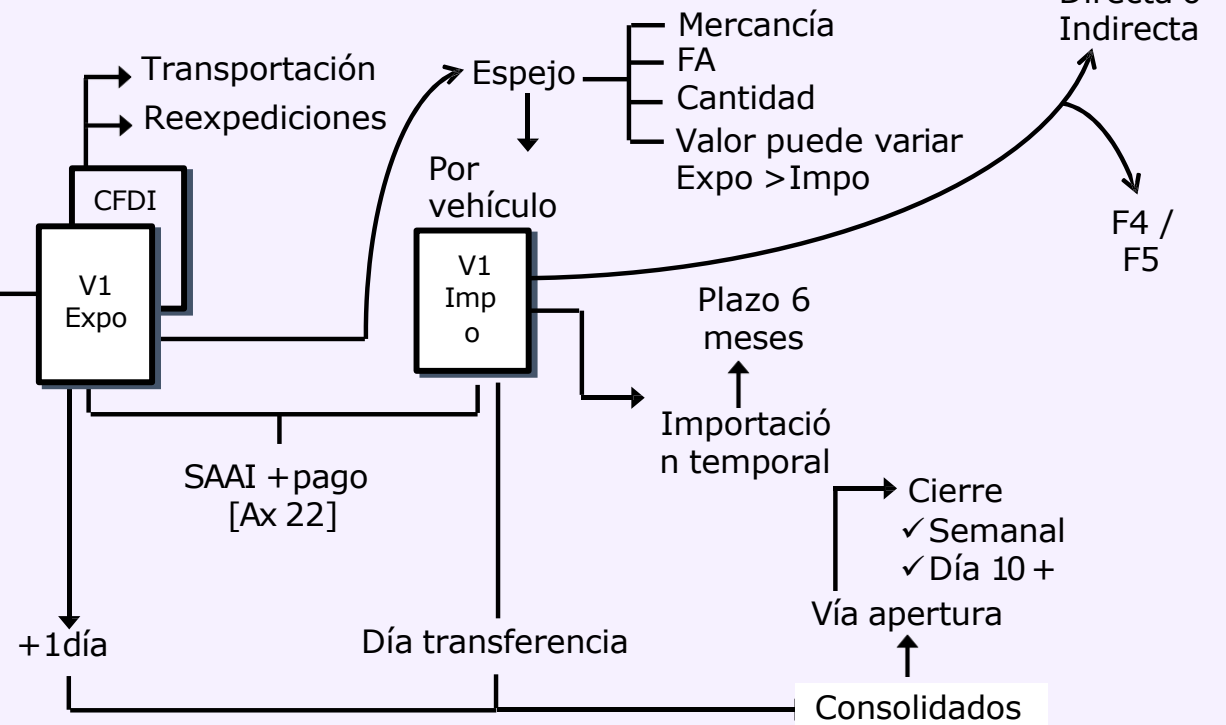 Indirecta
Mercancía
FA
Cantidad
Valor puede variar
Expo >Impo
Transportación
Reexpediciones
Espejo
Por
vehículo
CFDI
V1
Expo
V1
Imp
o
F4 /
F5
Plazo 6
meses
Importació
n temporal
SAAI +pago
[Ax 22]
Cierre
✓Semanal
✓Día 10 +
Vía apertura
+1día
Día transferencia
Consolidados